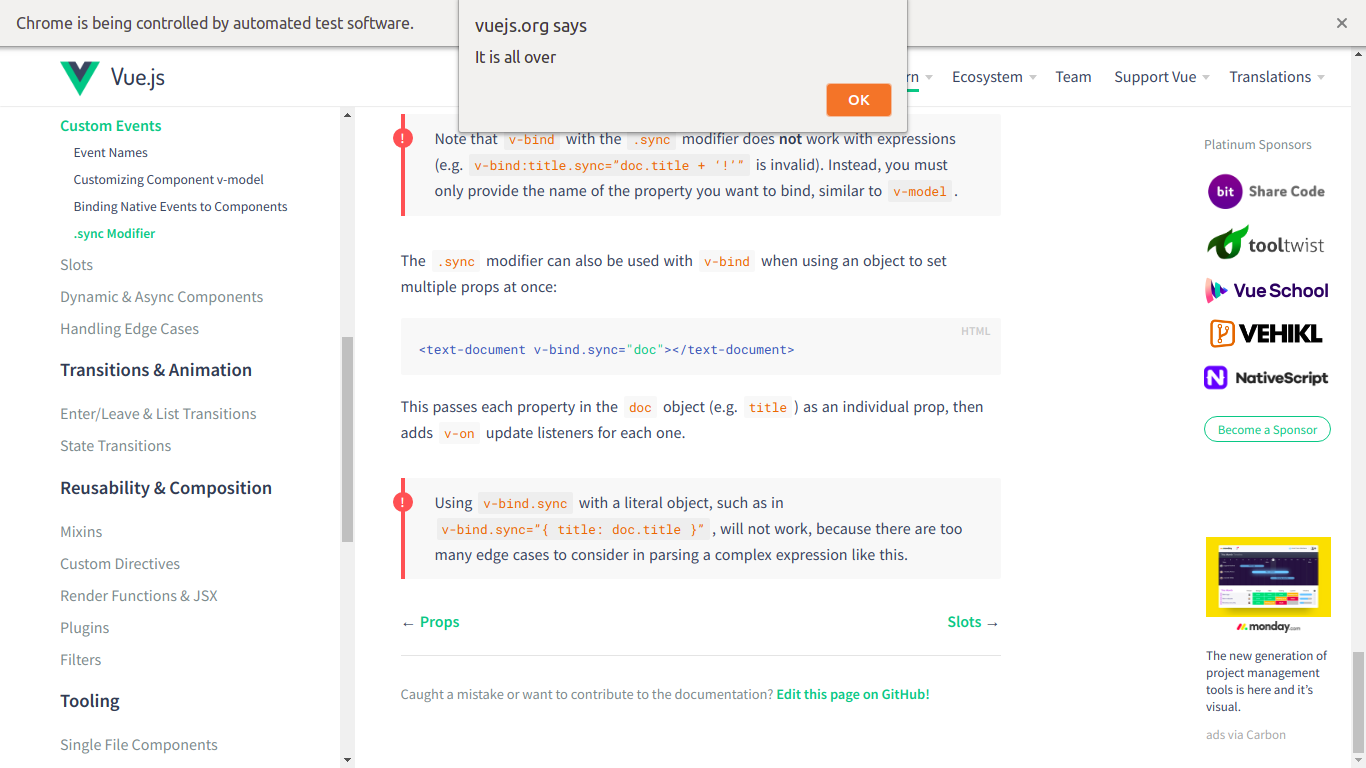 Chrome is being controlled by automated test software.
vuejs.org says
It is all over
OK
Vue.js
rn
Ecosystem
Team
Support Vue
Translations
Custom Events
Event Names
Customizing Component v-model
Binding Native Events to Components
.sync Modifier
Slots
Dynamic & Async Components
Handling Edge Cases
Transitions & Animation
Enter/Leave & List Transitions
State Transitions
Reusability & Composition
Mixins
Custom Directives
Render Functions & JSX
Plugins
Filters
Tooling
Single File Components
Note that v-bind with the .sync modifier does not work with expressions
(e.g. v-bind:title.sync="doc.title + '!'" is invalid). Instead, you must
only provide the name of the property you want to bind, similar to v-model .
The .sync modifier can also be used with v-bind when using an object to set
multiple props at once:
HTML
<text-document v-bind.sync="doc"></text-document>
This passes each property in the doc object (e.g. title ) as an individual prop, then
adds v-on update listeners for each one.
Using v-bind.sync with a literal object, such as in
v-bind.sync="{ title: doc.title }" , will not work, because there are too
many edge cases to consider in parsing a complex expression like this.
← Props
Slots →
Caught a mistake or want to contribute to the documentation? Edit this page on GitHub!
Platinum Sponsors
bit Share Code
tooltwist
Vue School
VEHIKL
NativeScript
Become a Sponsor
monday.com
The new generation of
project management
tools is here and it's
visual.
ads via Carbon